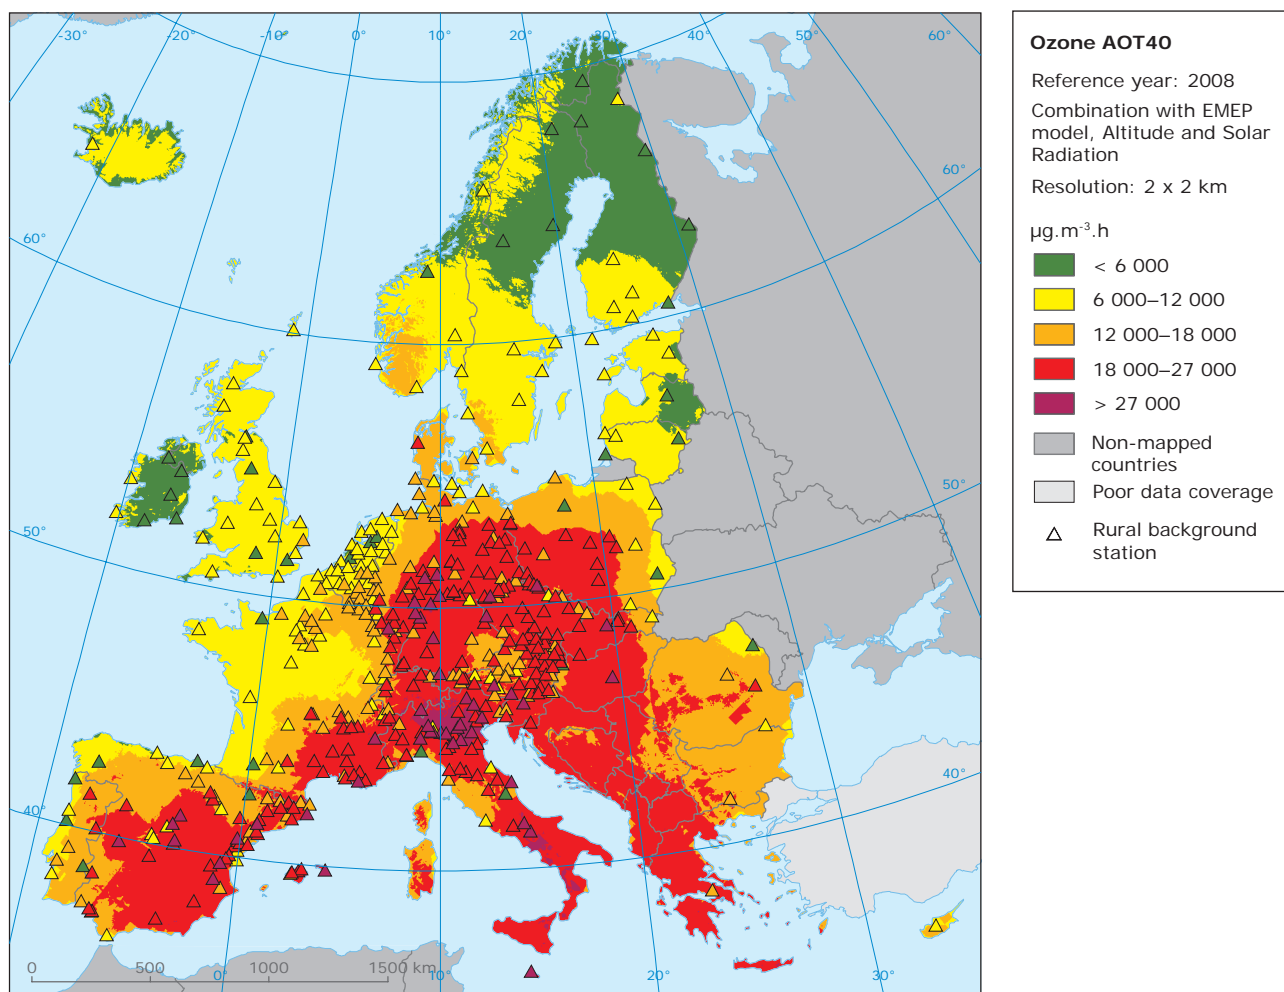 -30°
-20°
-10°
0°
10°
20°
30°
40°
50°
60°
60°
60°
50°
50°
40°
40°
0
500
0°
1000
1500 km
10°
20°
30°
Ozone AOT40
Reference year: 2008
Combination with EMEP
model, Altitude and Solar
Radiation
Resolution: 2 x 2 km
µg.m-3.h
< 6 000
6 000–12 000
12 000–18 000
18 000–27 000
> 27 000
Non-mapped
countries
Poor data coverage
Rural background
station